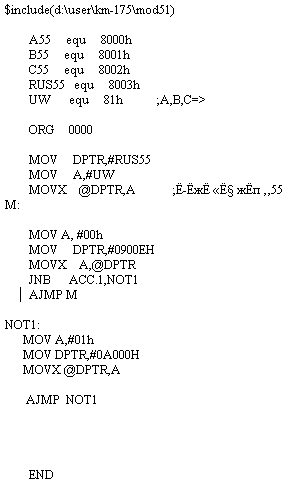 $include(d:\user\km-175\mod51)
A55 equ 8000h
B55 equ 8001h
C55 equ 8002h
RUS55 equ 8003h
UW equ 81h ;A,B,C=>
ORG 0000
MOV DPTR,#RUS55
MOV A,#UW
MOVX @DPTR,A ;Ё-ЁжЁ «Ё§ жЁп ,,55
M:
MOV A, #00h
MOV DPTR,#0900EH
MOVX A,@DPTR
JNB ACC.1,NOT1
AJMP M
NOT1:
MOV A,#01h
MOV DPTR,#0A000H
MOVX @DPTR,A
AJMP NOT1
END